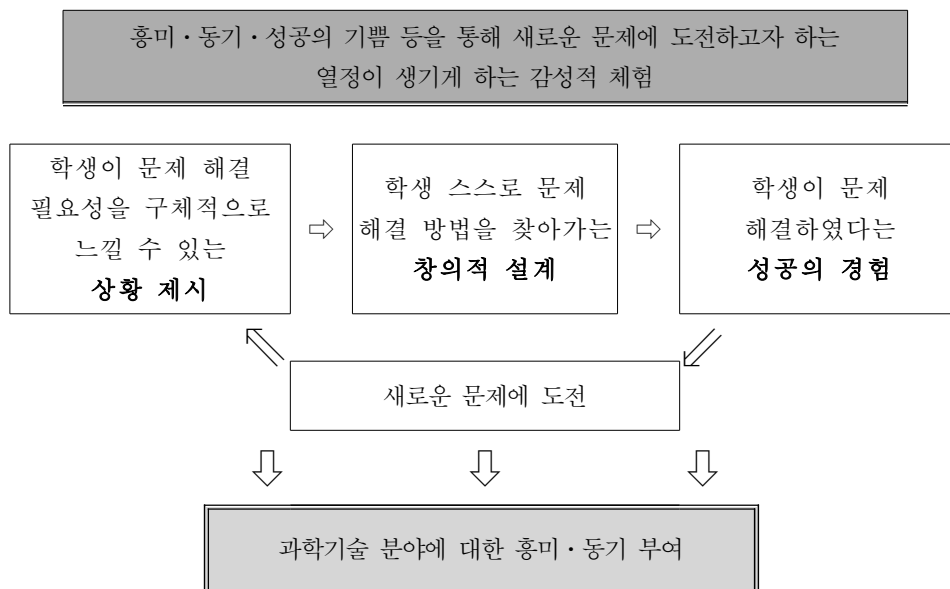 흥미·동기·성공의 기쁨 등을 통해 새로운 문제에 도전하고자 하는
열정이 생기게 하는 감성적 체험
학생이 문제 해결
필요성을 구체적으로
느낄 수 있는
상황 제시
학생 스스로 문제
해결 방법을 찾아가는
창의적 설계
학생이 문제
해결하였다는
성공의 경험
새로운 문제에 도전
과학기술 분야에 대한 흥미·동기 부여